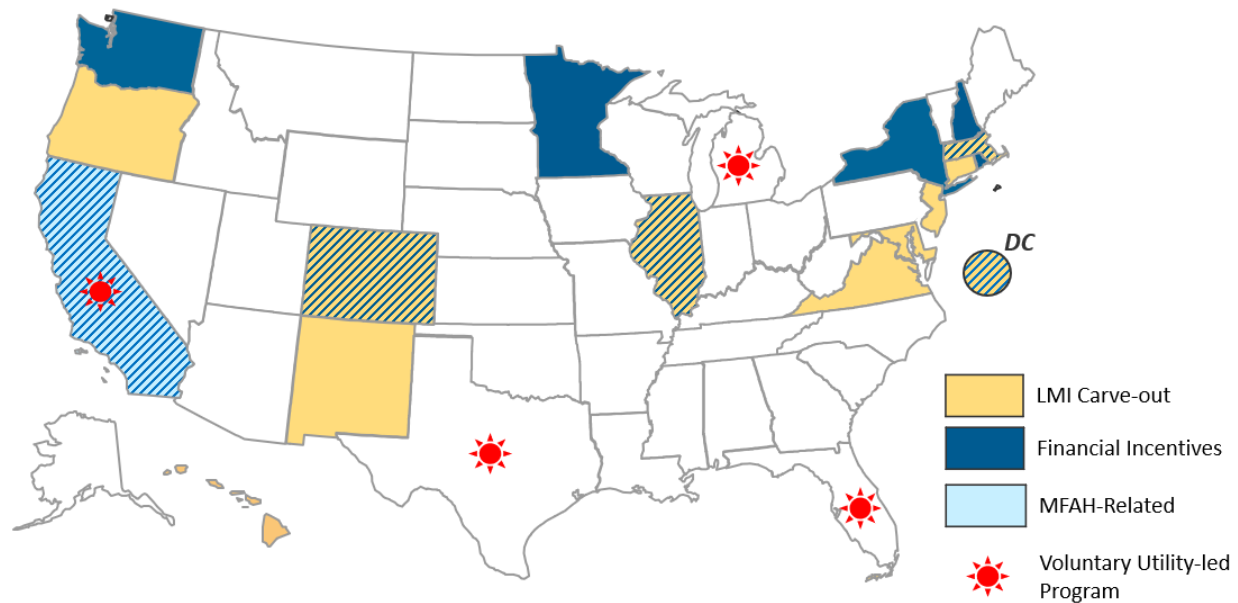 DC
LMI Carve-out
Financial Incentives
MFAH-Related
Voluntary Utility-led
Program